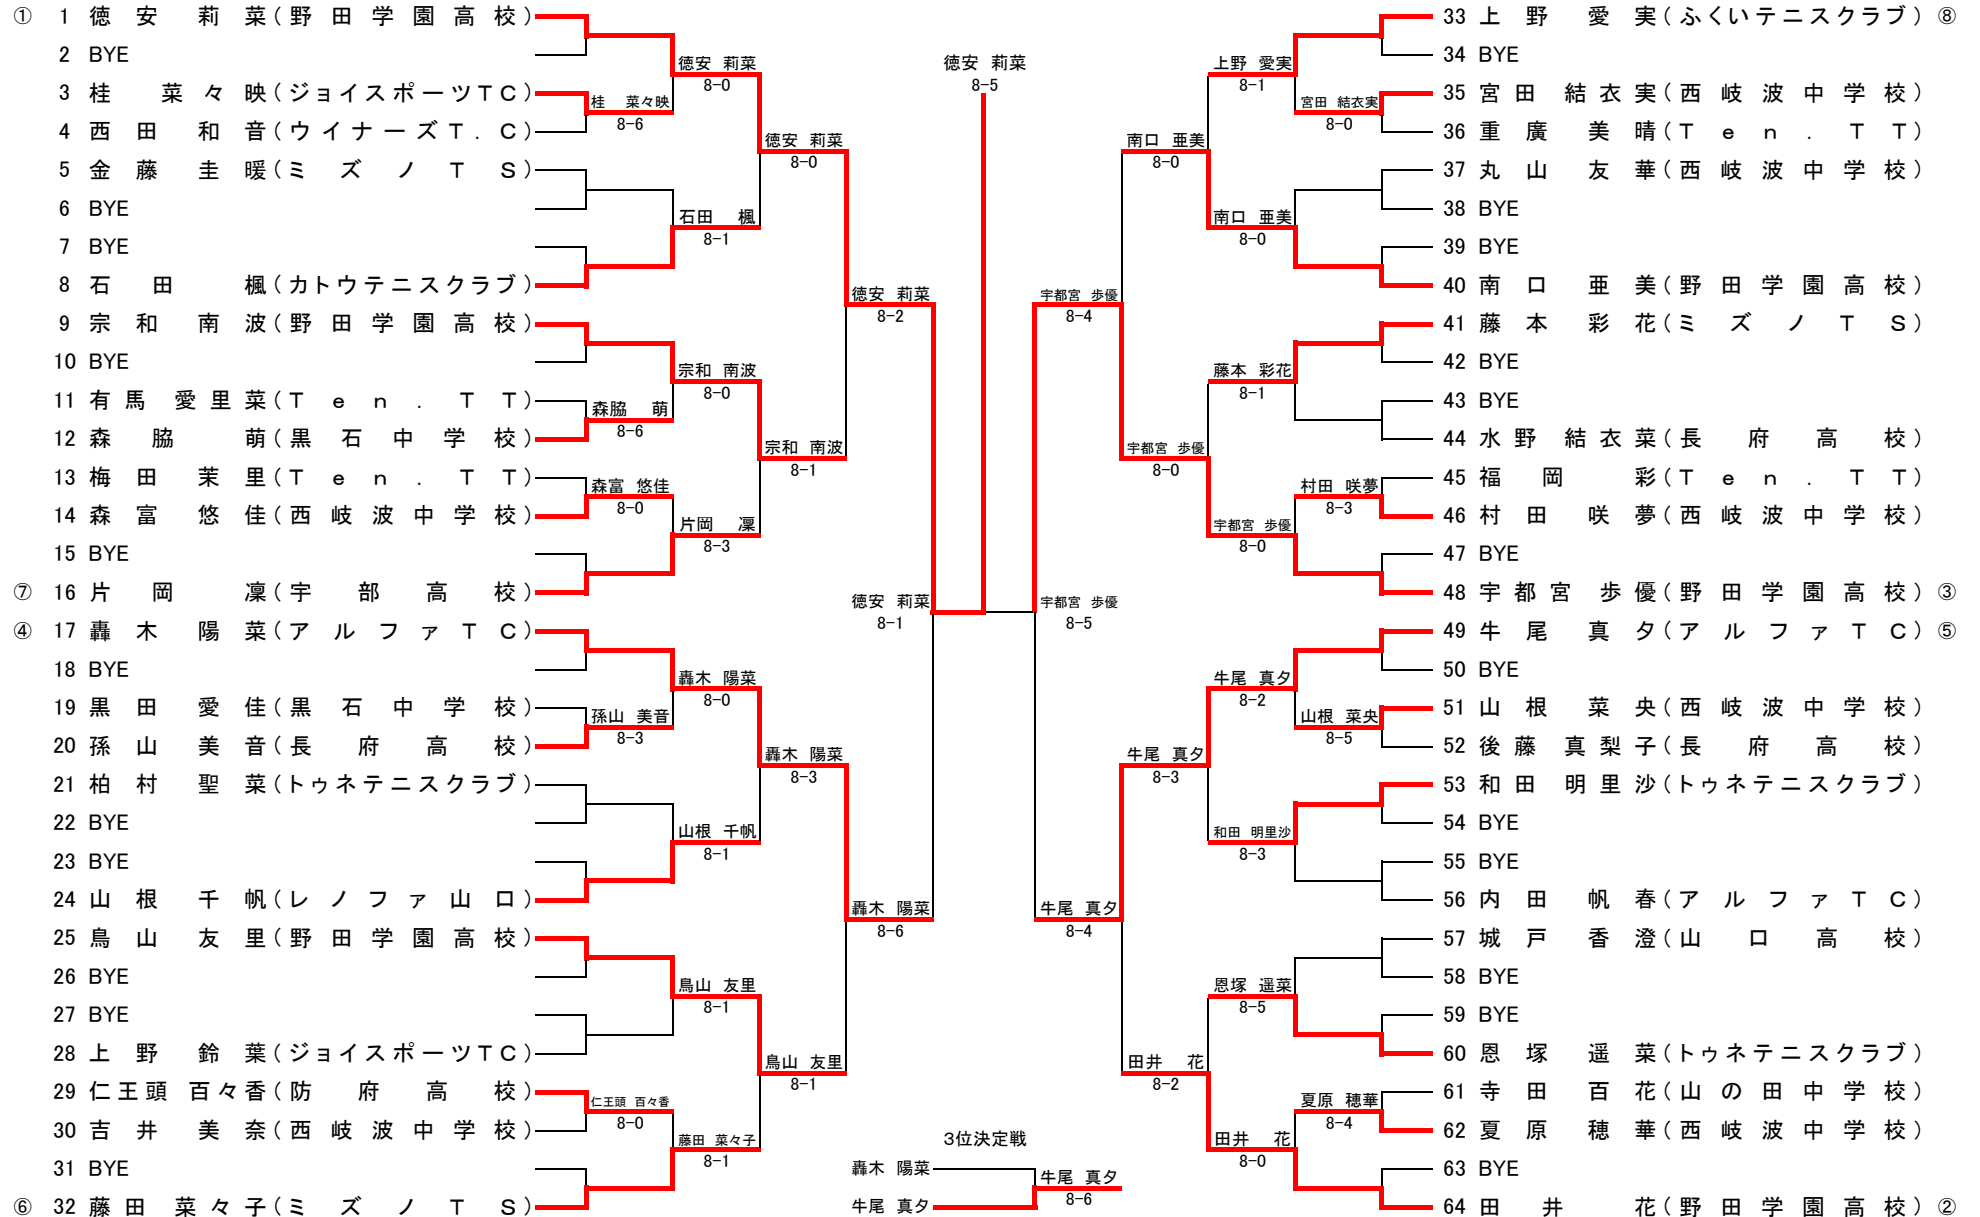 ① 1 徳安 莉菜(野田学園高校)
2 BYE
3 桂 菜々映(ジョイスポーツTC)
4 西田 和音(ウイナーズT.C)
5 金藤 圭暖(ミズノTS)
6 BYE
7 BYE
8 石田 楓(カトウテニスクラブ)
9 宗和 南波(野田学園高校)
10 BYE
11 有馬 愛里菜(Ten.TT)
12 森脇 萌(黒石中学校)
13 梅田 茉里(Ten.TT)
14 森富 悠佳(西岐波中学校)
15 BYE
⑦ 16 片岡 凜(宇部高校)
④ 17 轟木 陽菜(アルファTC)
18 BYE
19 黒田 愛佳(黒石中学校)
20 孫山 美音(長府高校)
21 柏村 聖菜(トゥネテニスクラブ)
22 BYE
23 BYE
24 山根 千帆(レノファ山口)
25 鳥山 友里(野田学園高校)
26 BYE
27 BYE
28 上野 鈴葉(ジョイスポーツTC)
29 仁王頭 百々香(防府高校)
30 吉井 美奈(西岐波中学校)
31 BYE
⑥ 32 藤田 菜々子(ミズノTS)
桂 菜々映
8-6
森脇 萌
8-6
森富 悠佳
8-0
孫山 美音
8-3
仁王頭 百々香
8-0
徳安 莉菜
8-0
石田 楓
8-1
宗和 南波
8-0
片岡 凜
8-3
轟木 陽菜
8-0
山根 千帆
8-1
鳥山 友里
8-1
藤田 菜々子
8-1
徳安 莉菜
8-0
宗和 南波
8-1
轟木 陽菜
8-3
鳥山 友里
8-1
徳安 莉菜
8-2
轟木 陽菜
8-6
徳安 莉菜
8-1
徳安 莉菜
8-5
宇都宮 歩優
8-5
宇都宮 歩優
8-4
牛尾 真夕
8-4
南口 亜美
8-0
宇都宮 歩優
8-0
牛尾 真夕
8-3
田井 花
8-2
上野 愛実
8-1
南口 亜美
8-0
藤本 彩花
8-1
宇都宮 歩優
8-0
牛尾 真夕
8-2
和田 明里沙
8-3
恩塚 遥菜
8-5
田井 花
8-0
宮田 結衣実
8-0
村田 咲夢
8-3
山根 菜央
8-5
夏原 穂華
8-4
33 上野 愛実(ふくいテニスクラブ) ⑧
34 BYE
35 宮田 結衣実(西岐波中学校)
36 重廣 美晴(Ten.TT)
37 丸山 友華(西岐波中学校)
38 BYE
39 BYE
40 南口 亜美(野田学園高校)
41 藤本 彩花(ミズノTS)
42 BYE
43 BYE
44 水野 結衣菜(長府高校)
45 福岡 彩(Ten.TT)
46 村田 咲夢(西岐波中学校)
47 BYE
48 宇都宮 歩優(野田学園高校) ③
49 牛尾 真夕(アルファTC) ⑤
50 BYE
51 山根 菜央(西岐波中学校)
52 後藤 真梨子(長府高校)
53 和田 明里沙(トゥネテニスクラブ)
54 BYE
55 BYE
56 内田 帆春(アルファTC)
57 城戸 香澄(山口高校)
58 BYE
59 BYE
60 恩塚 遥菜(トゥネテニスクラブ)
61 寺田 百花(山の田中学校)
62 夏原 穂華(西岐波中学校)
63 BYE
64 田井 花(野田学園高校) ②
3位決定戦
轟木 陽菜
牛尾 真夕
牛尾 真夕
8-6